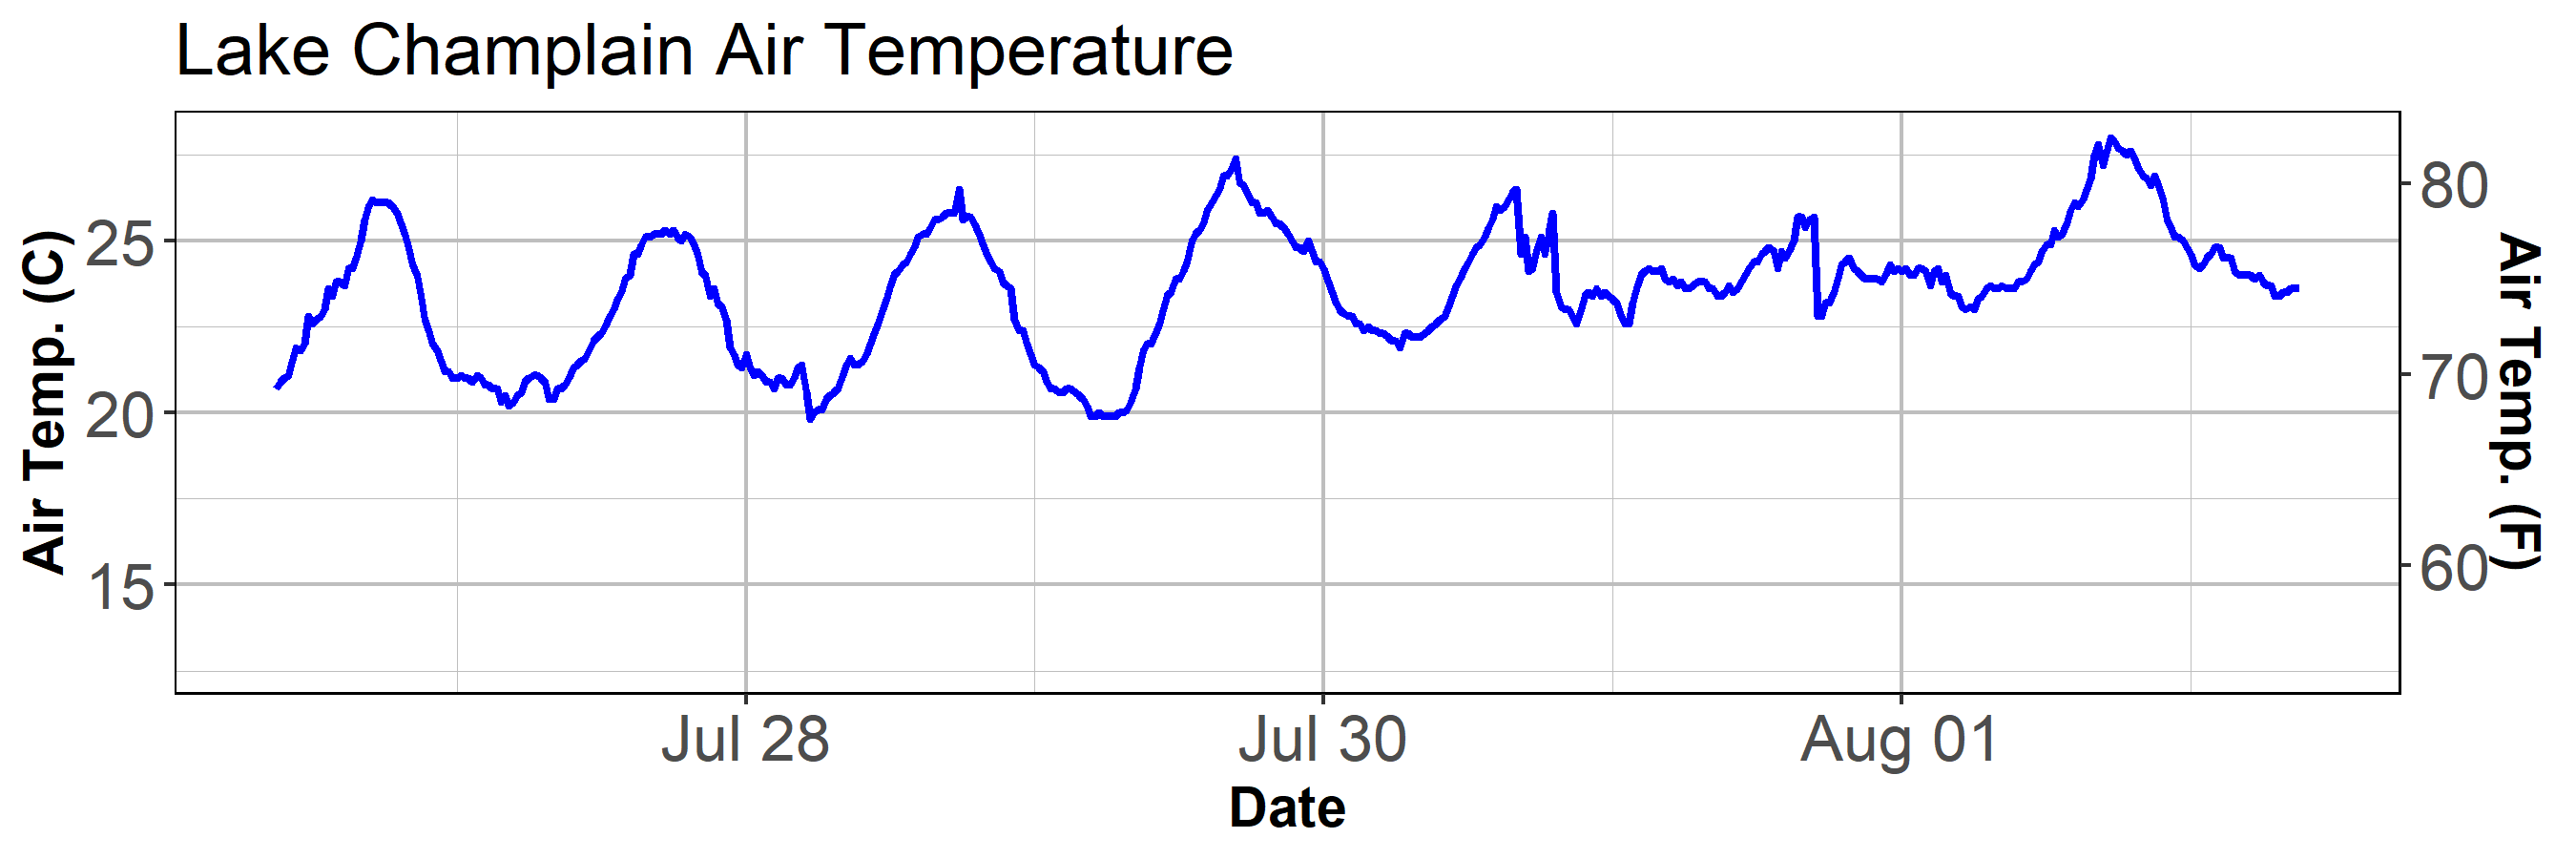 Lake Champlain Air Temperature
Air Temp. (C)
25
20
15
80
70
60
Air Temp. (F)
Jul 28
Jul 30
Aug 01
Date